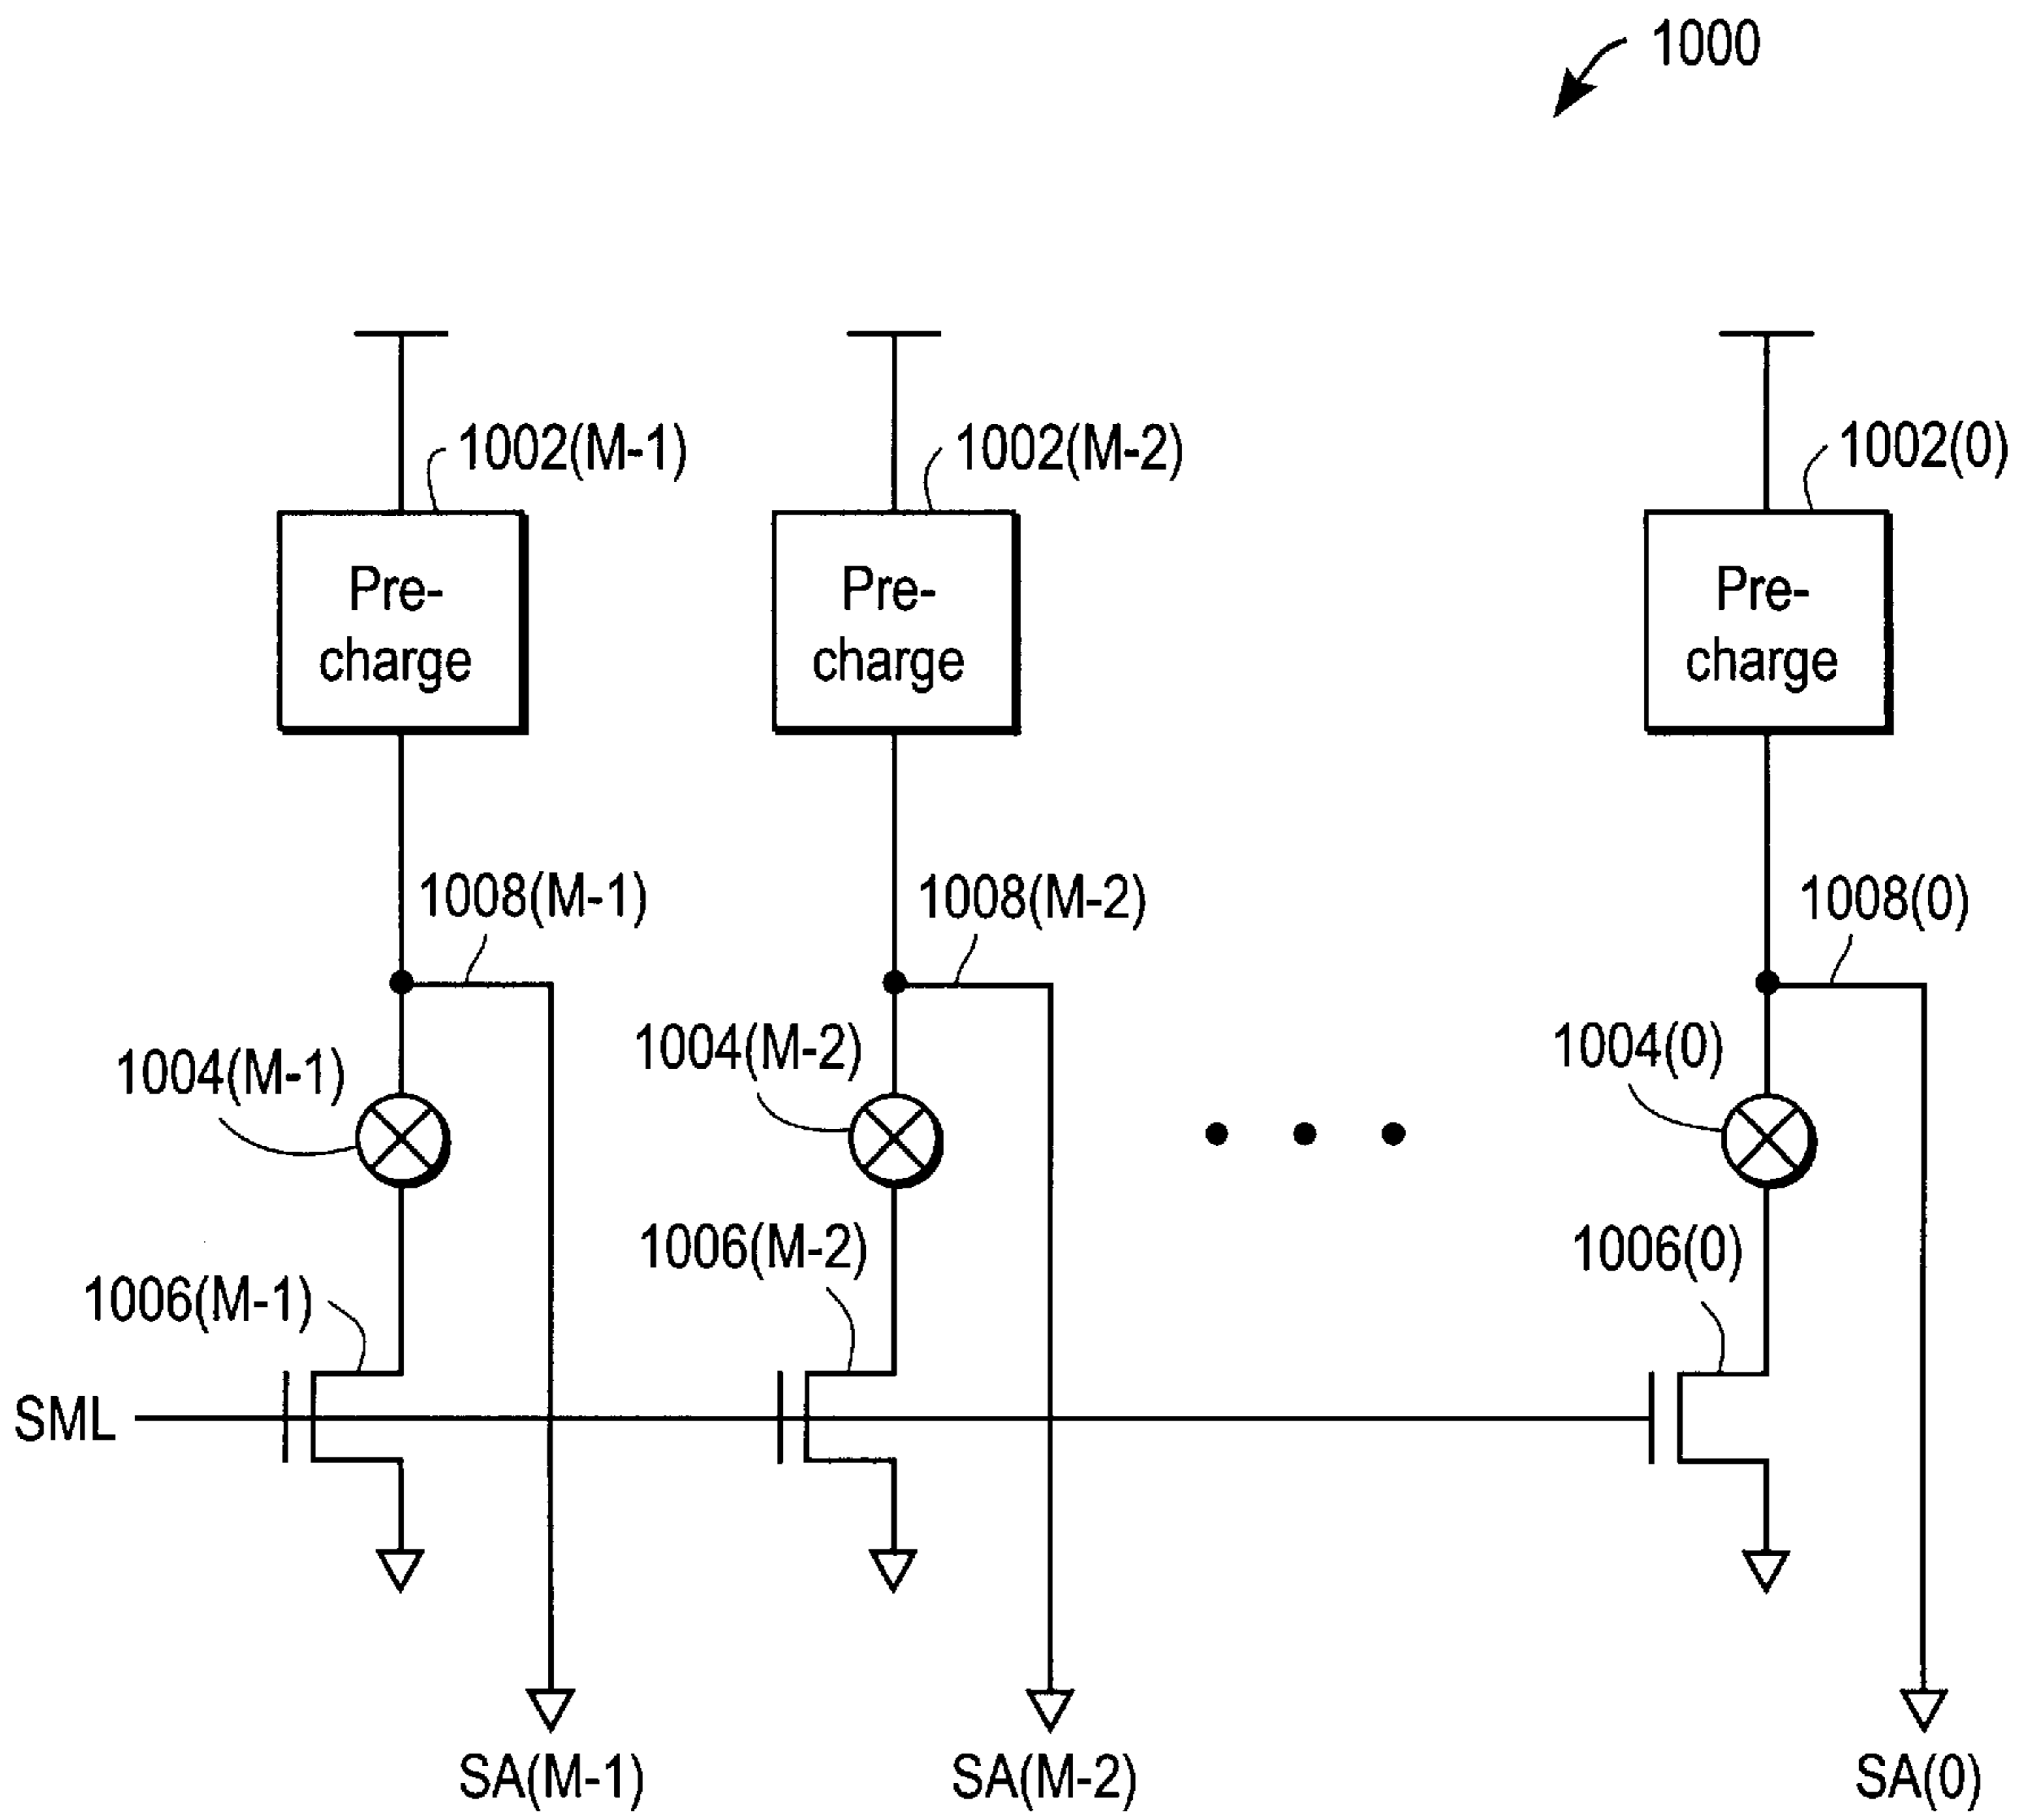 1000
1002(M-1)
1002(M-2)
1002(0)
Pre-
charge
Pre-
charge
Pre-
charge
1008(M-1)
1008(M-2)
1008(0)
1004(M-1)
1004(M-2)
1004(0)
1006(M-1)
1006(M-2)
1006(0)
SML
SA(M-1)
SA(M-2)
SA(0)